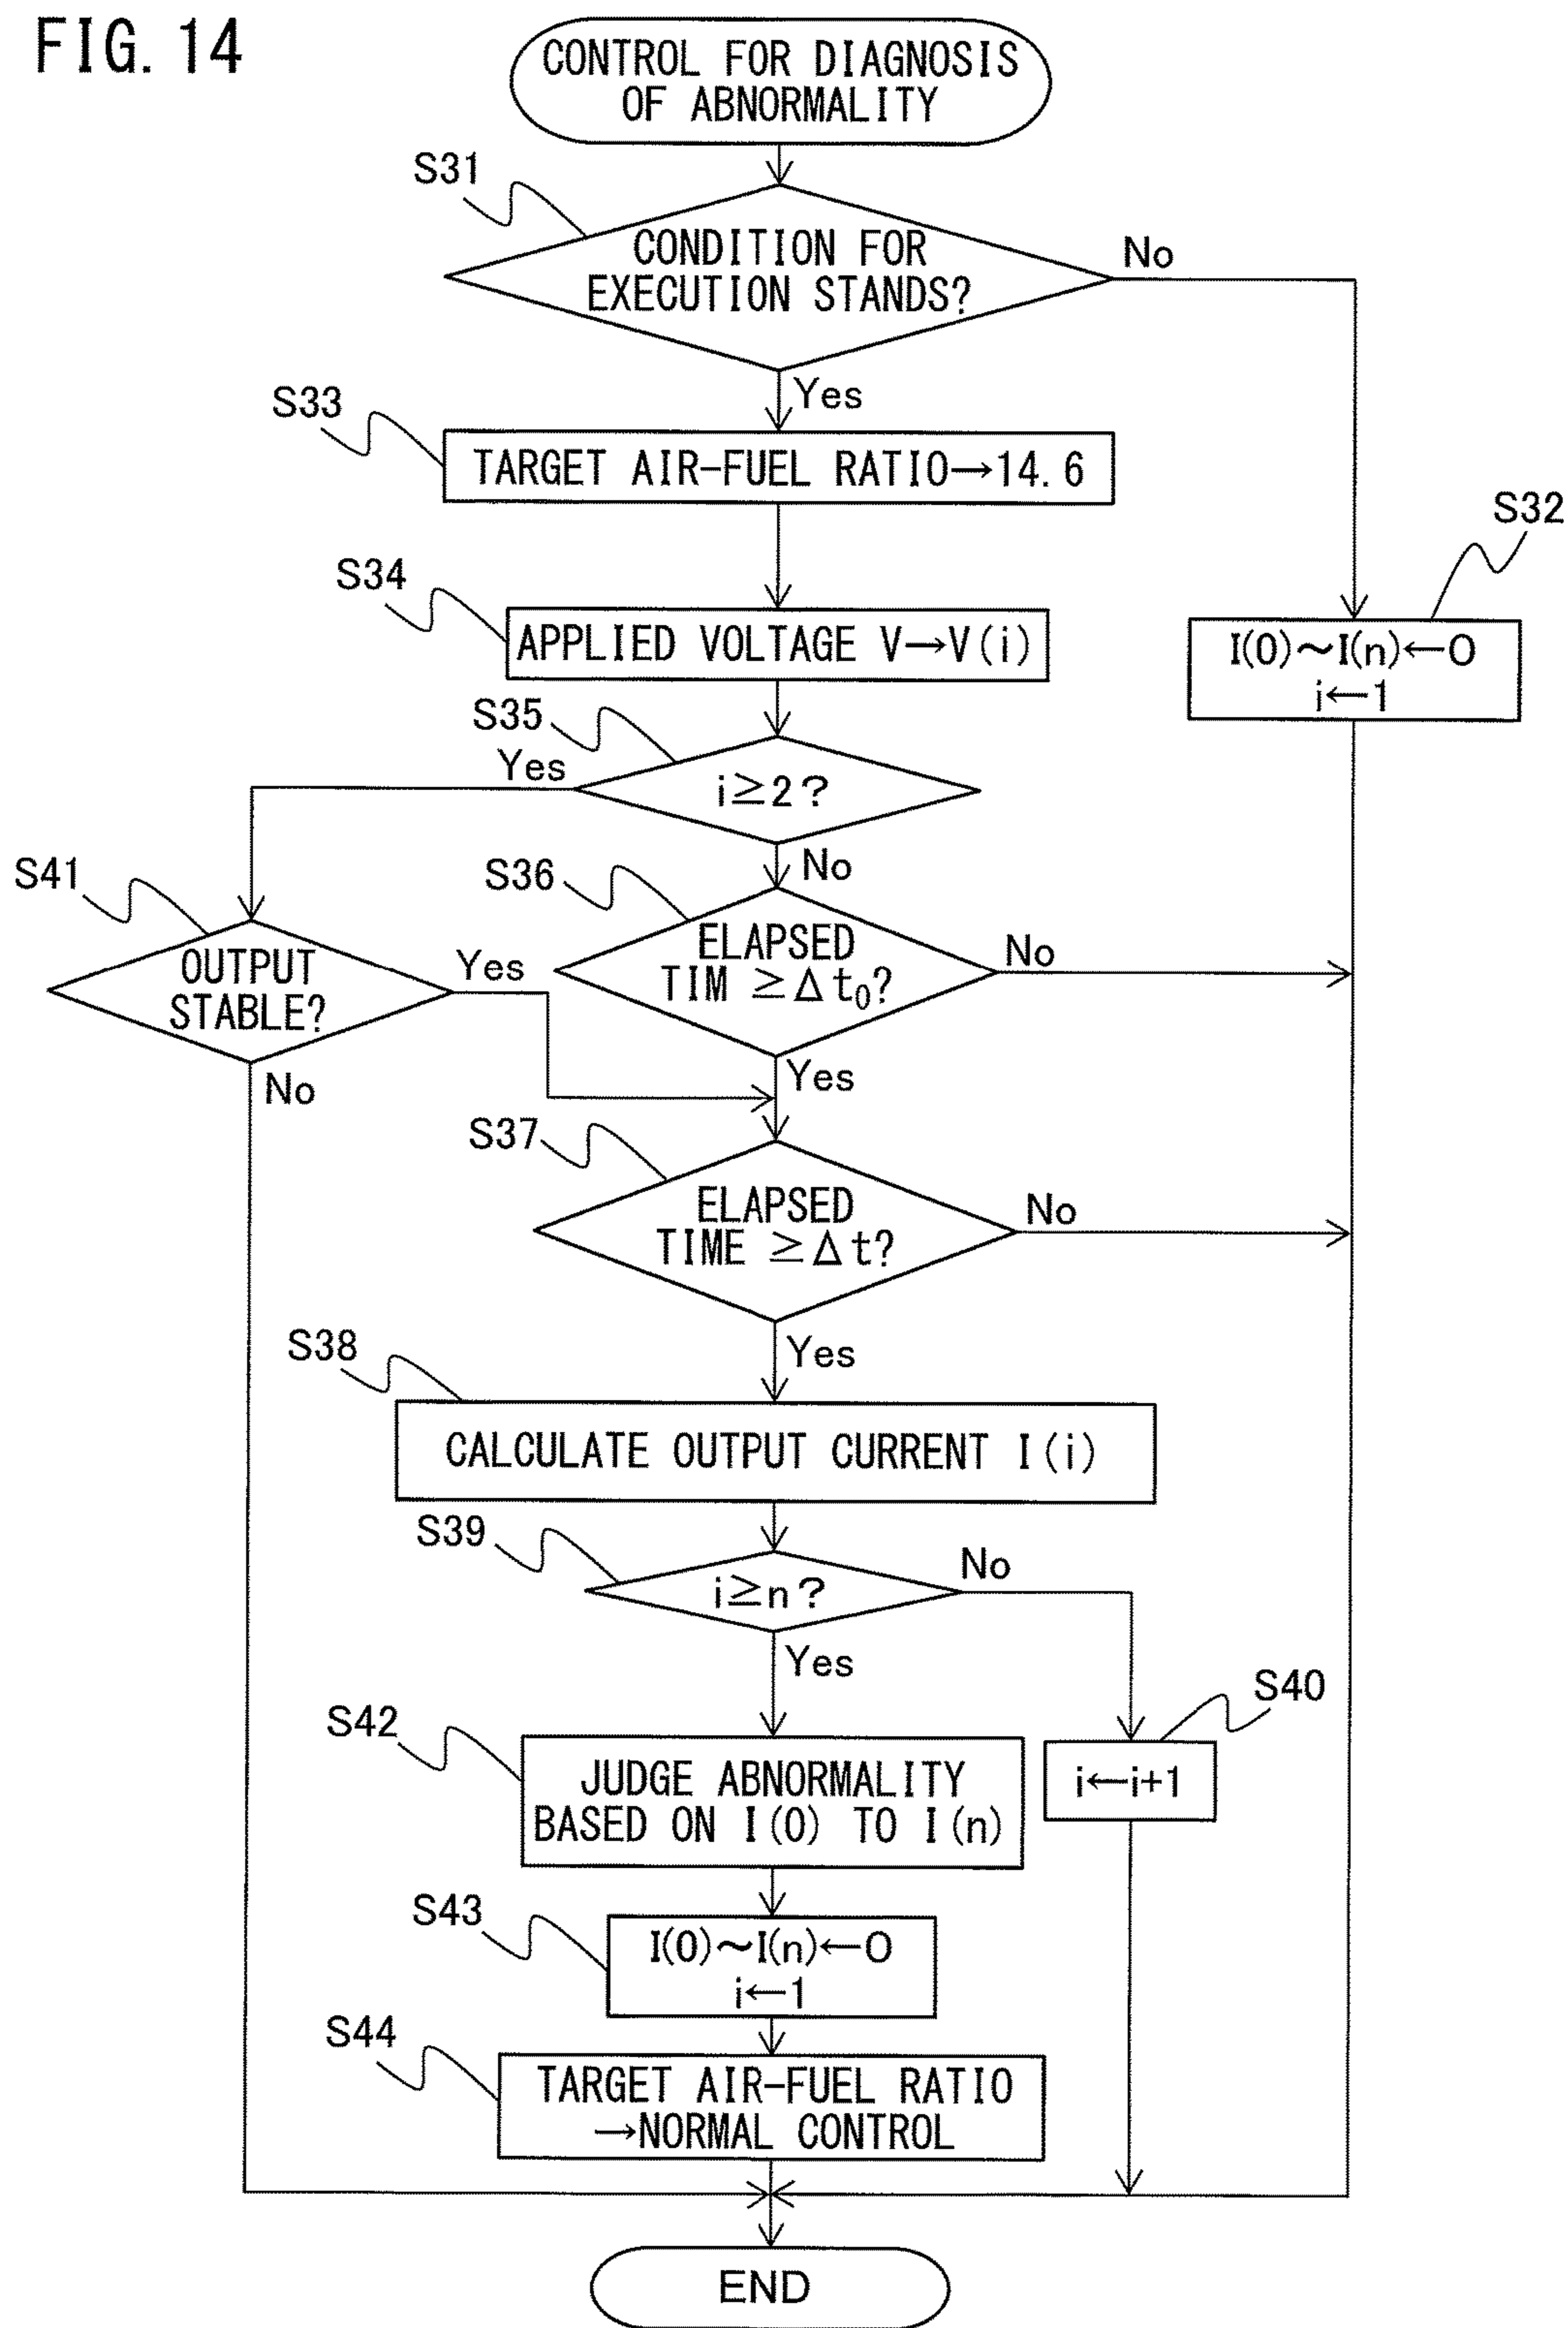 FIG. 14
CONTROL FOR DIAGNOSIS
OF ABNORMALITY
S31
CONDITION FOR
EXECUTION STANDS?
No
Yes
S33
TARGET AIR-FUEL RATIO→14.6
S32
I(0)~I(n)←0
i←1
S34
APPLIED VOLTAGE V→V(i)
S35
Yes
i≧2?
No
S41
OUTPUT
STABLE?
Yes
No
S36
ELAPSED
TIM ≧Δt₀?
No
Yes
S37
ELAPSED
TIME ≧Δt?
No
Yes
S38
CALCULATE OUTPUT CURRENT I(i)
S39
i≧n?
No
Yes
S40
i←i+1
S42
JUDGE ABNORMALITY
BASED ON I(0) TO I(n)
S43
I(0)~I(n)←0
i←1
S44
TARGET AIR-FUEL RATIO
→NORMAL CONTROL
END